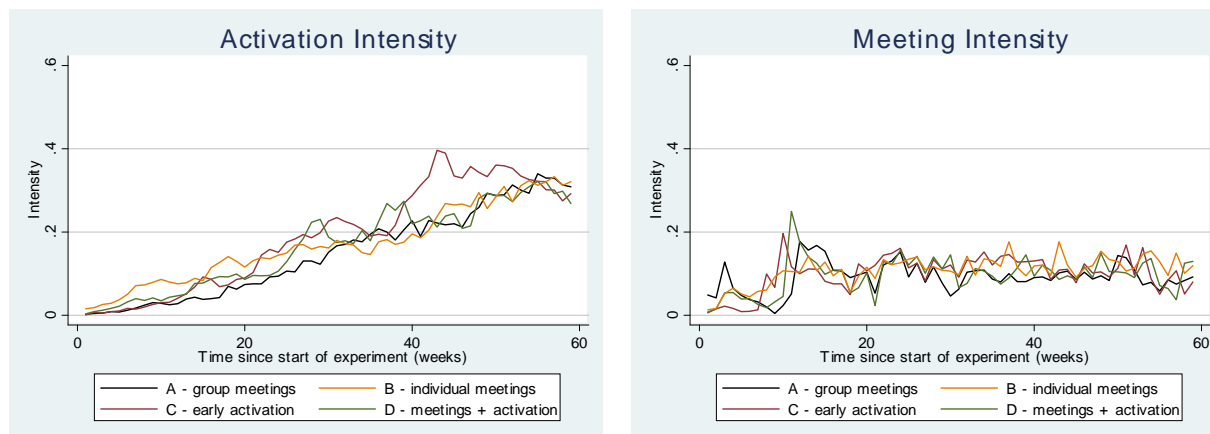 Activation Intensity
.6
.4
.2
0
Intensity
0 20 40 60
Time since start of experiment (weeks)
A - group meetings B - individual meetings
C - early activation D - meetings + activation
Meeting Intensity
.6
.4
.2
0
Intensity
0 20 40 60
Time since start of experiment (weeks)
A - group meetings B - individual meetings
C - early activation D - meetings + activation